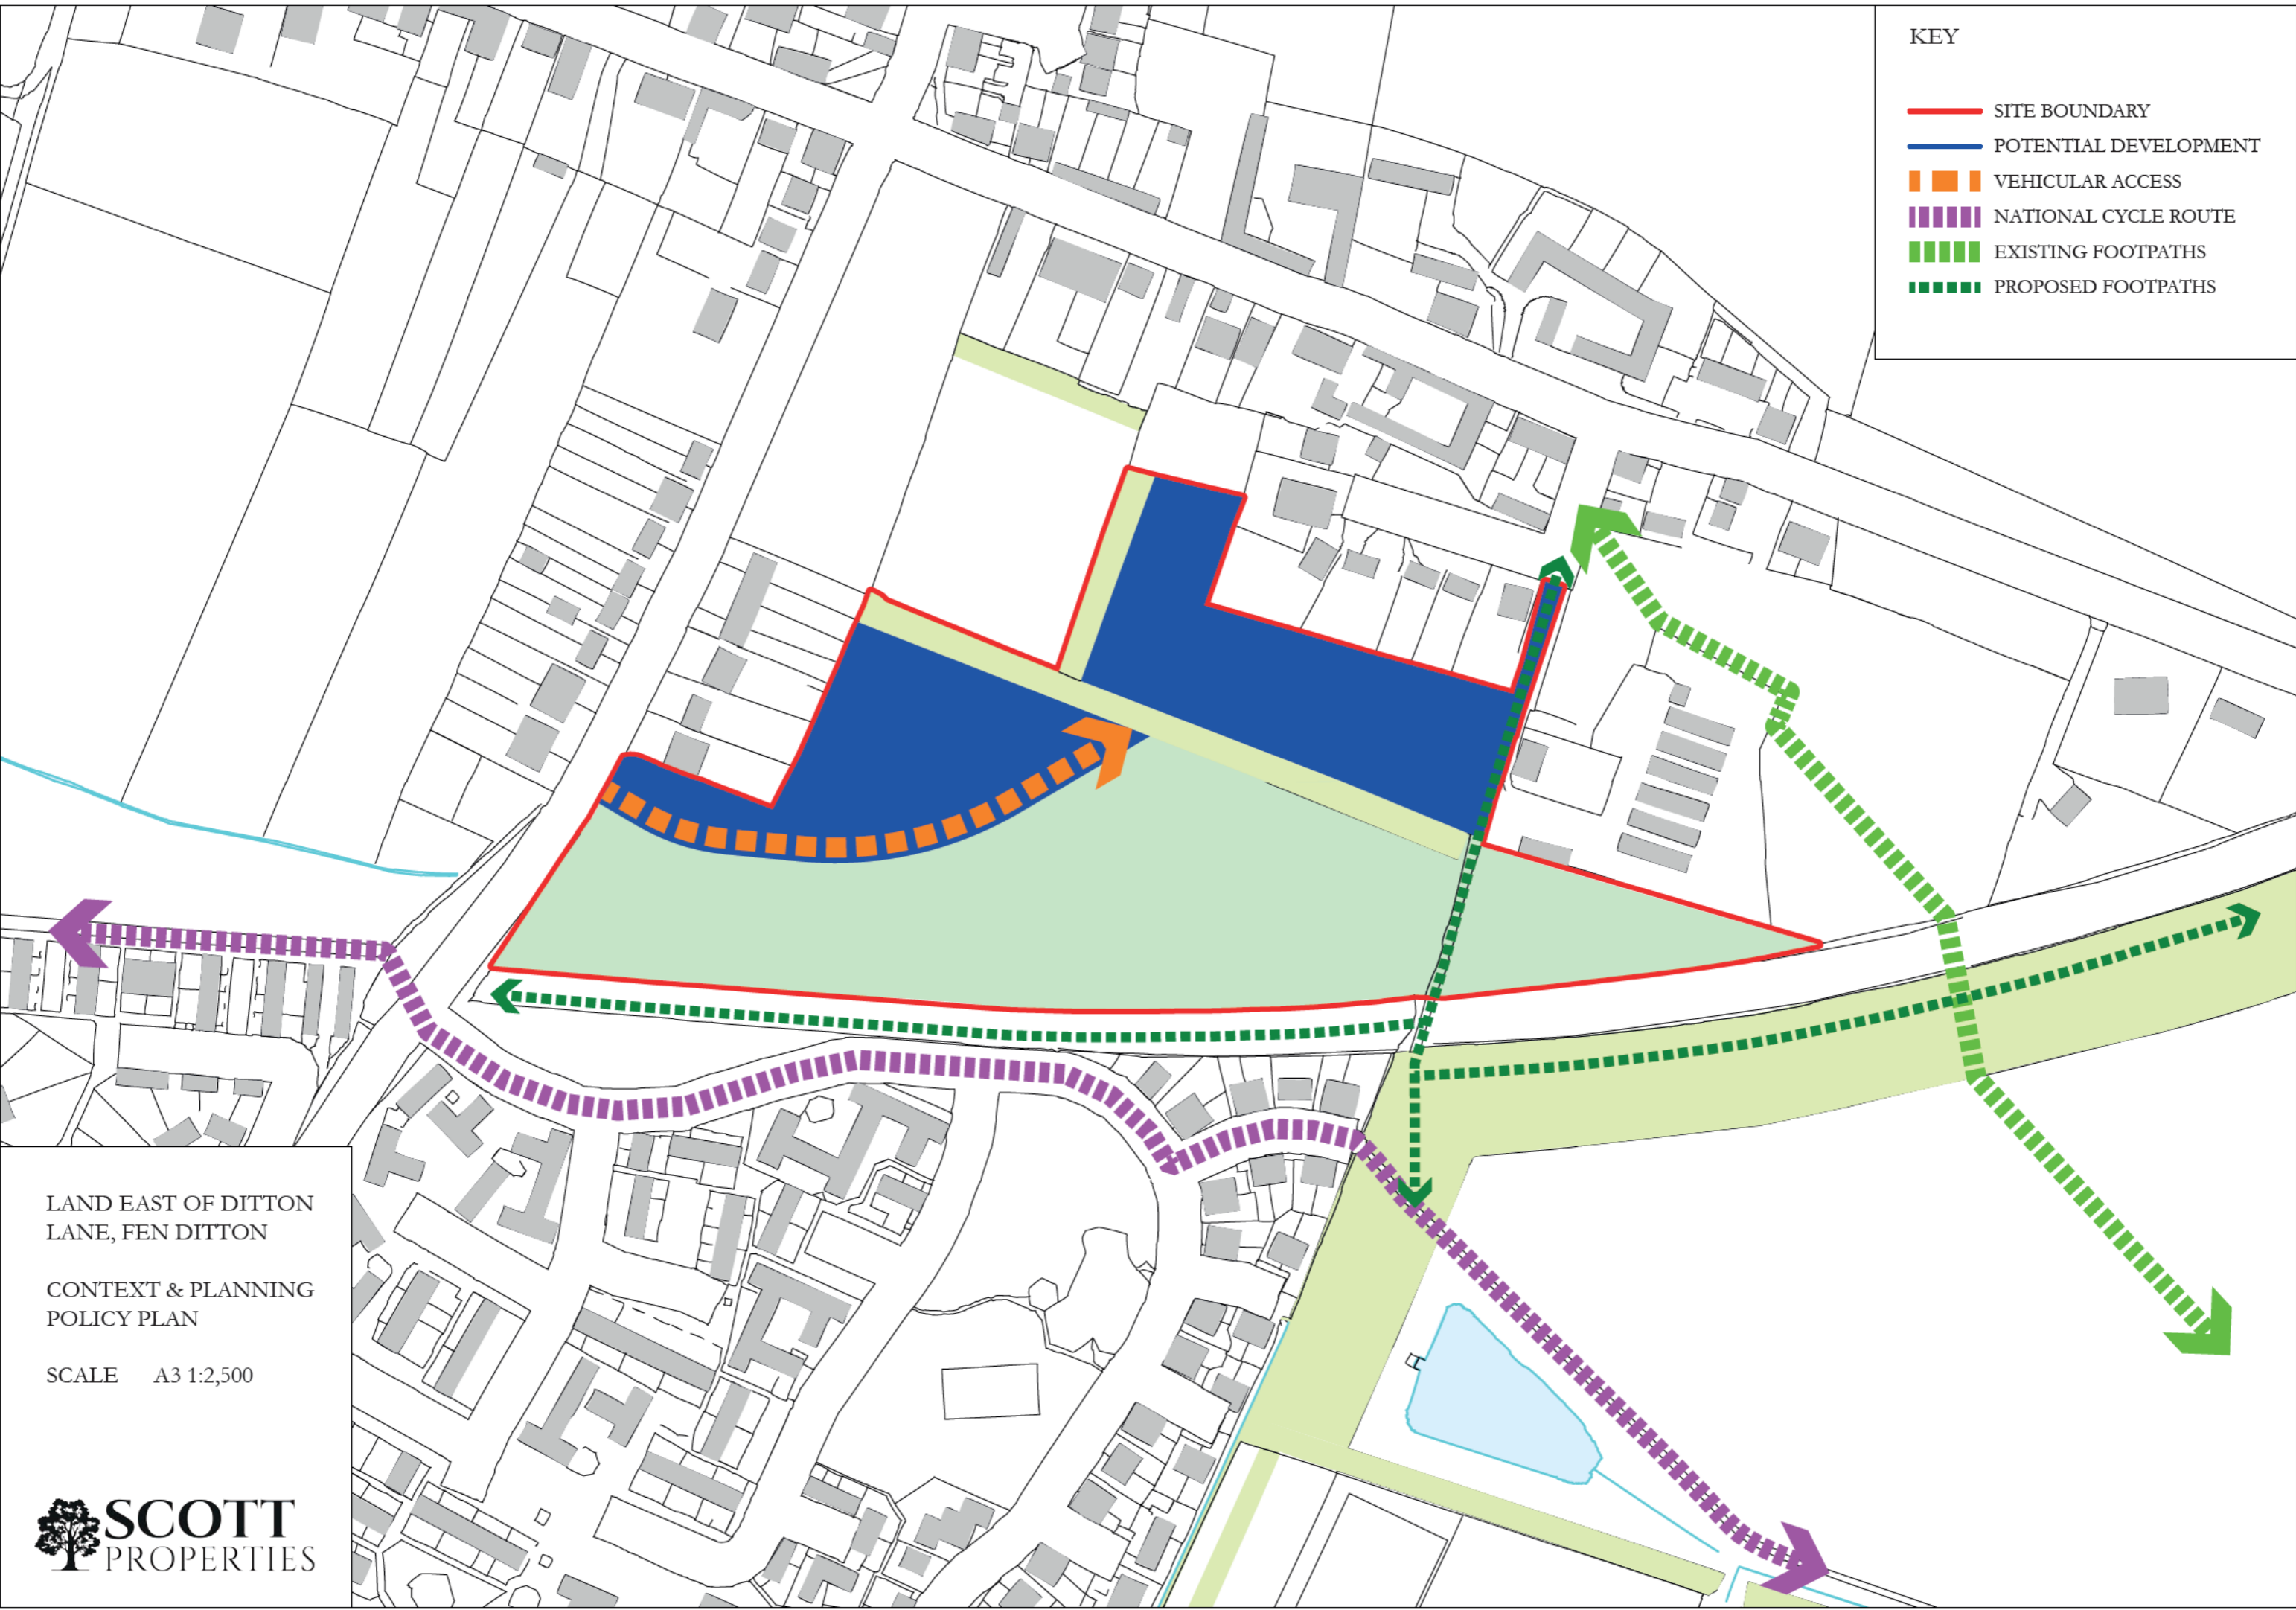 KEY
SITE BOUNDARY
POTENTIAL DEVELOPMENT
VEHICULAR ACCESS
NATIONAL CYCLE ROUTE
EXISTING FOOTPATHS
PROPOSED FOOTPATHS
LAND EAST OF DITTON
LANE, FEN DITTON
CONTEXT & PLANNING
POLICY PLAN
SCALE A3 1:2,500
SCOTT
PROPERTIES